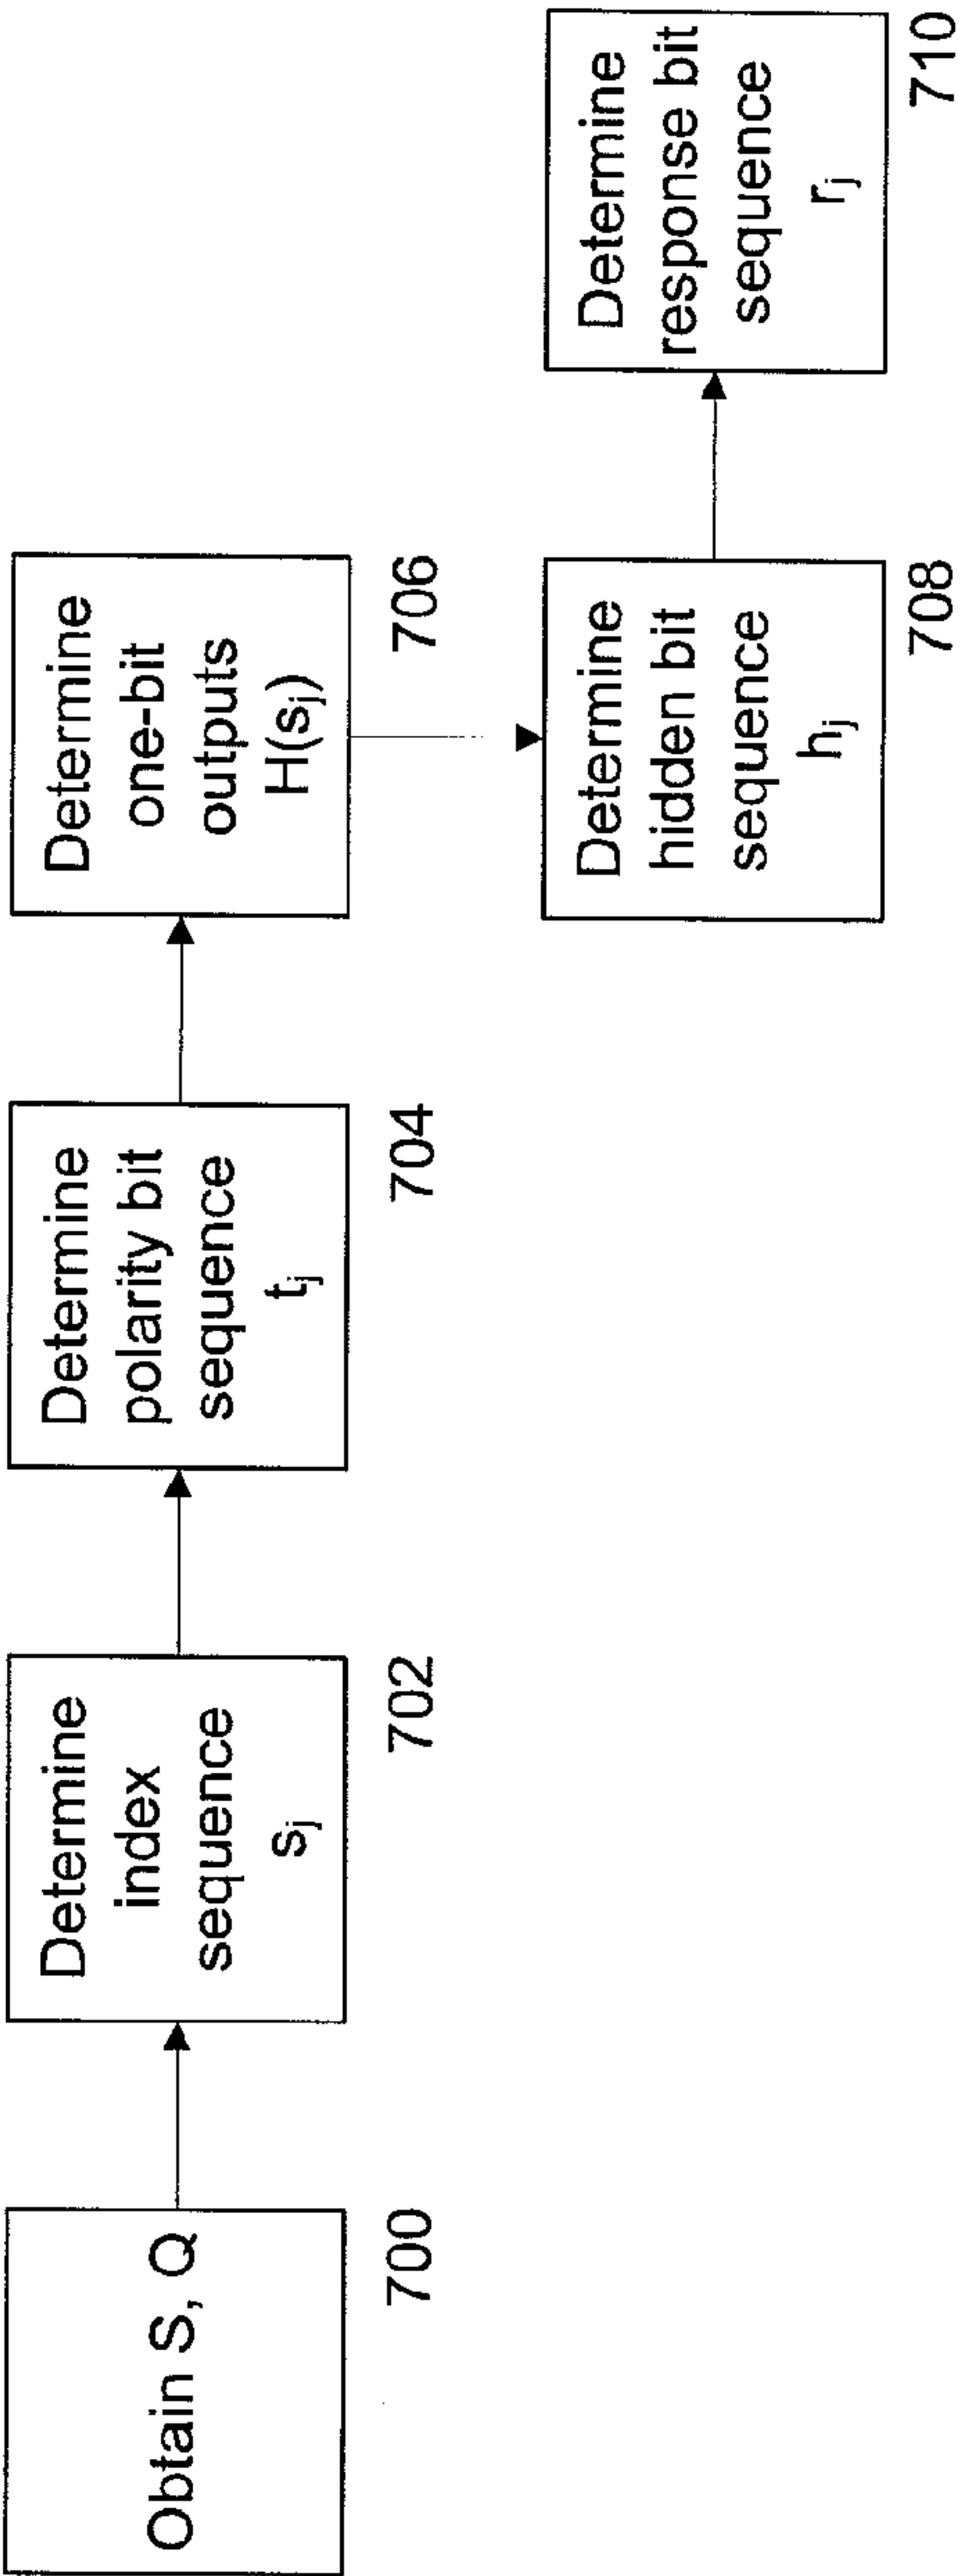 Obtain S, Q
700
Determine
index
sequence
sj
702
Determine
polarity bit
sequence
tj
704
Determine
one-bit
outputs
H(sj)
706
Determine
hidden bit
sequence
hj
708
Determine
response bit
sequence
rj
710